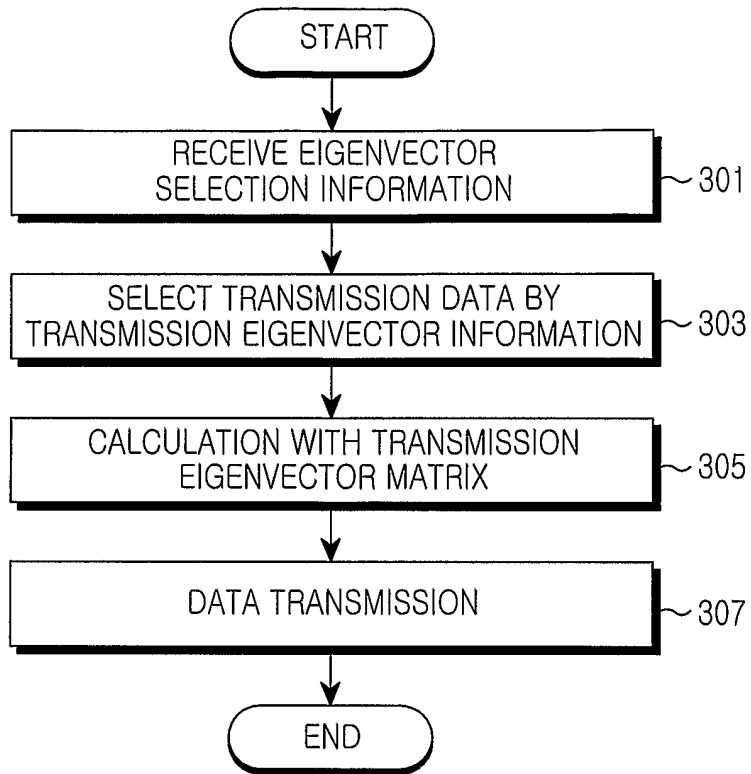 START
RECEIVE EIGENVECTOR
SELECTION INFORMATION
301
SELECT TRANSMISSION DATA BY
TRANSMISSION EIGENVECTOR INFORMATION
303
CALCULATION WITH TRANSMISSION
EIGENVECTOR MATRIX
305
DATA TRANSMISSION
307
END